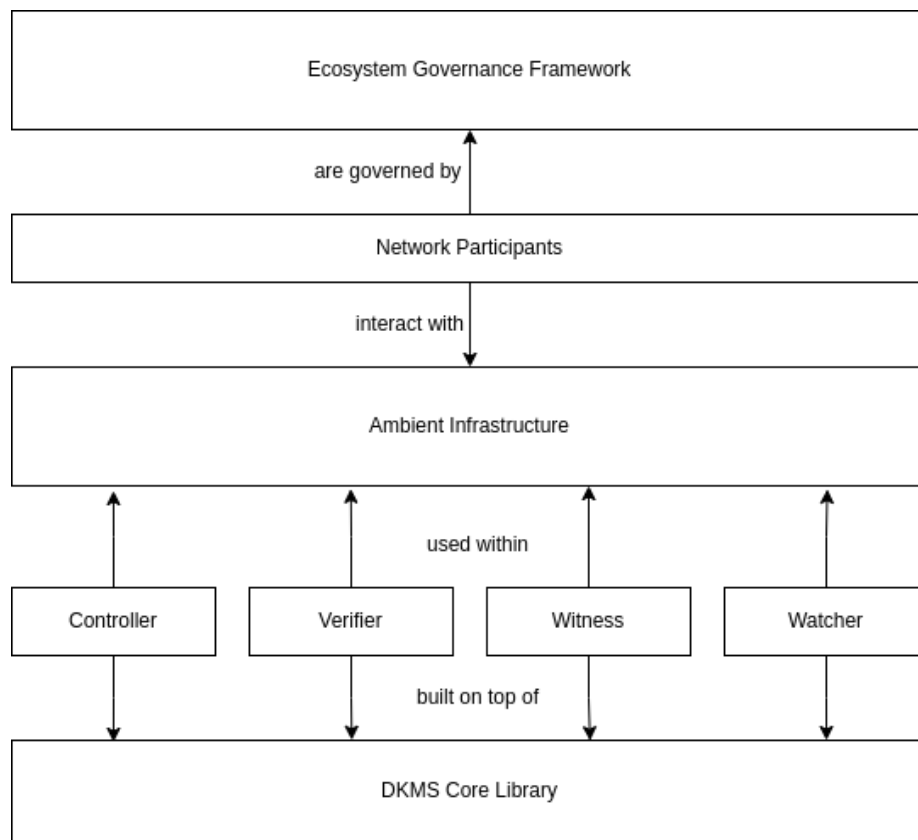 Ecosystem Governance Framework
are governed by
Network Participants
interact with
Ambient Infrastructure
used within
Controller
Verifier
Witness
Watcher
built on top of
DKMS Core Library